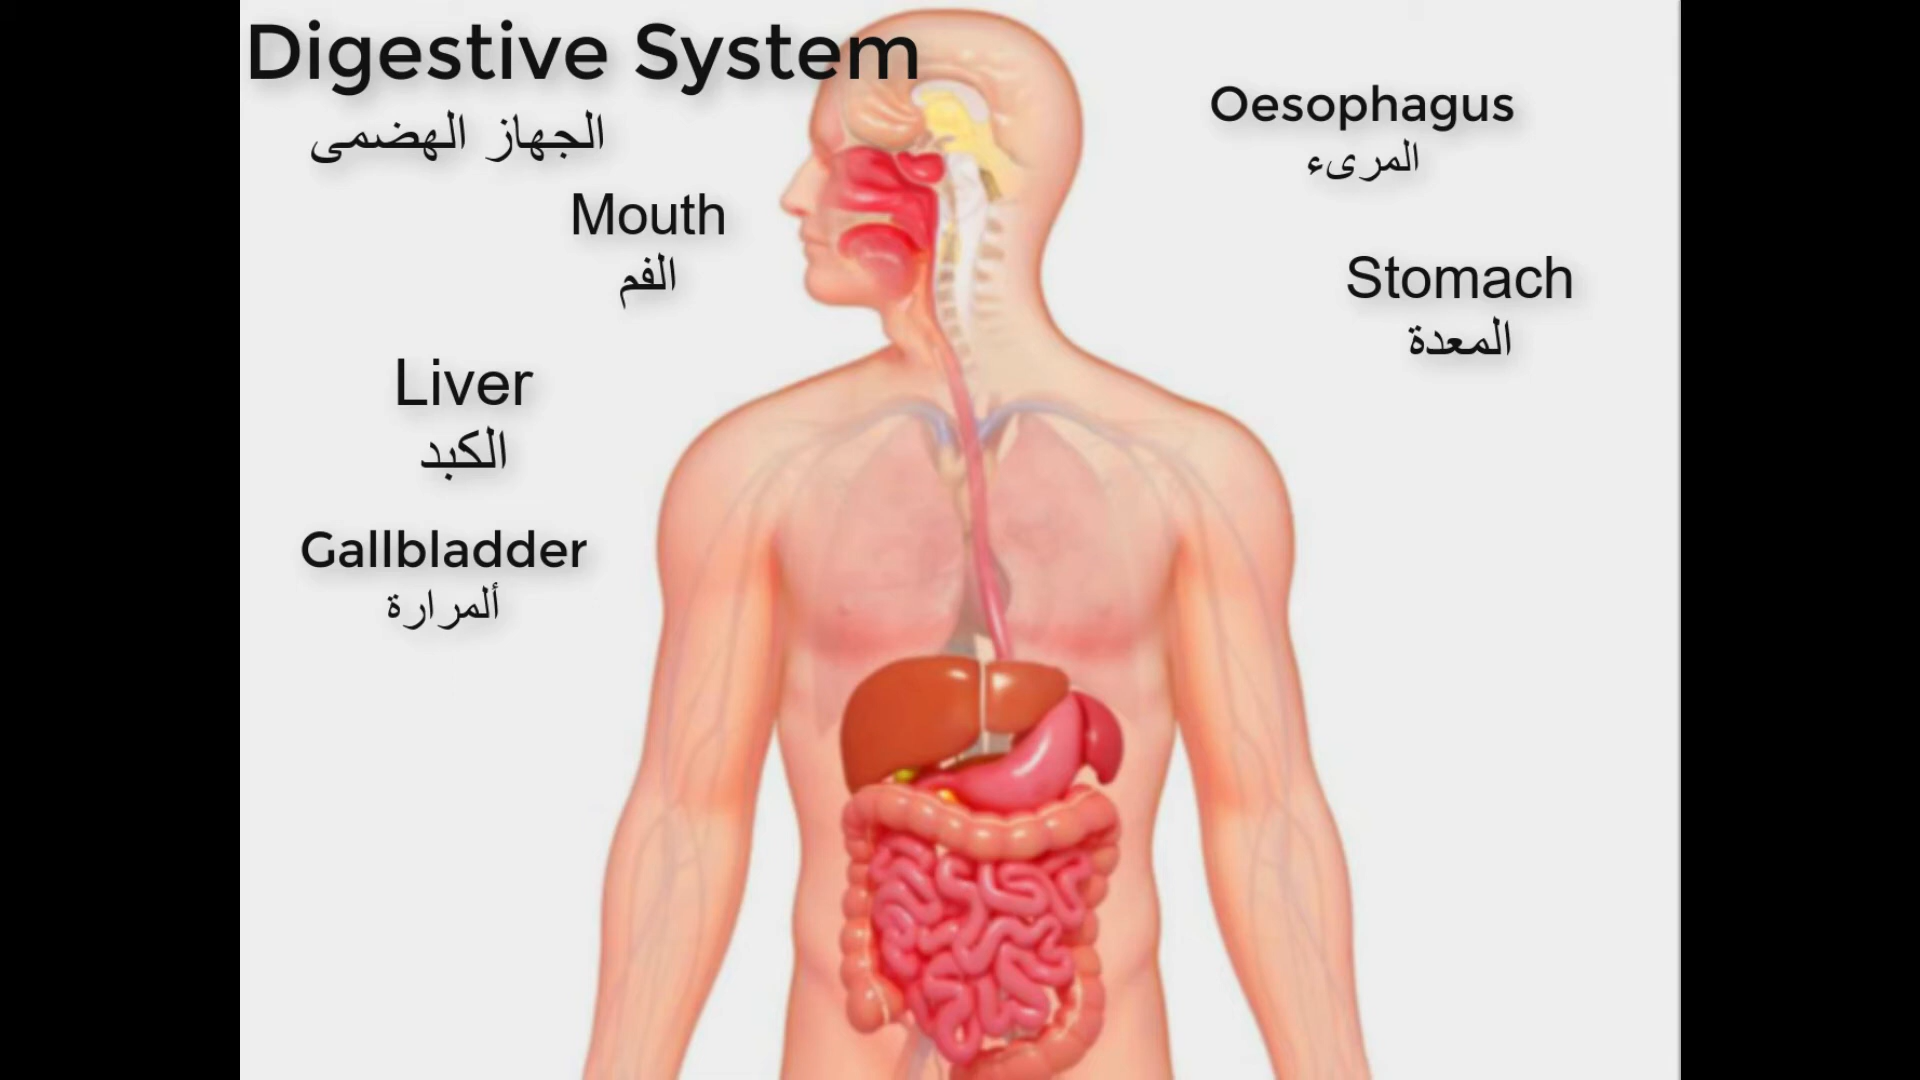 Digestive System
الجهاز الهضمى
Mouth
الفم
Liver
الكبد
Gallbladder
ألمرارة
Oesophagus
المرىء
Stomach
المعدة